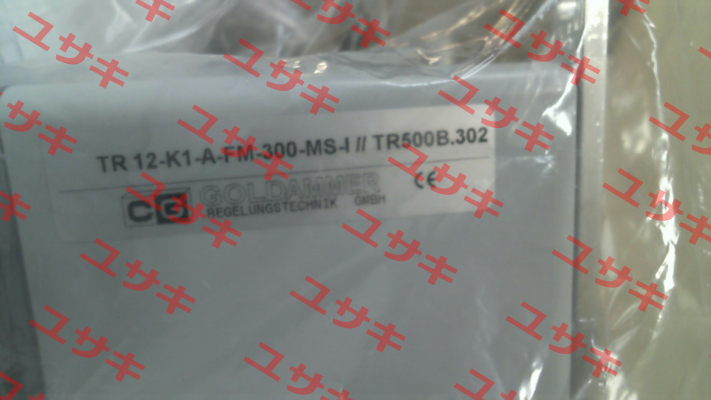 TR 12-K1-A-FM-300-MS-I // TR500B.302
CG GOLDAMMER CE
REGELUNGSTECHNIK GMBH
ユサキ